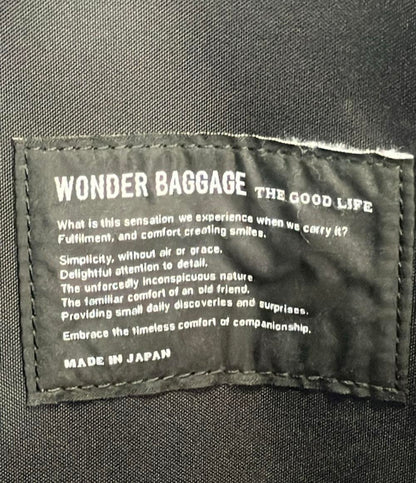 WONDER BAGGAGE THE GOOD LIFE
What is this sensation we experience when we carry it?
Fulfilment, and comfort creating smiles.
Simplicity, without air or grace.
Delightful attention to detail.
The unforcedly inconspicuous nature
The familiar comfort of an old friend.
Providing small daily discoveries and surprises.
Embrace the timeless comfort of companionship.
MADE IN JAPAN